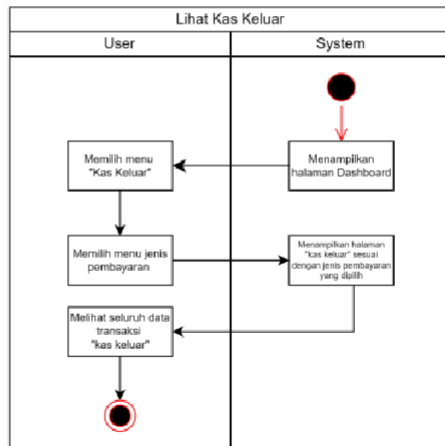 Lihat Kas Keluar
User
System
Menampilkan
halaman Dashboard
Memilih menu
"Kas Keluar"
Memilih menu jenis
pembayaran
Menampilkan halaman
"kas keluar" sesuai
dengan jenis pembayaran
yang dipilih
Melihat seluruh data
transaksi
"kas keluar"